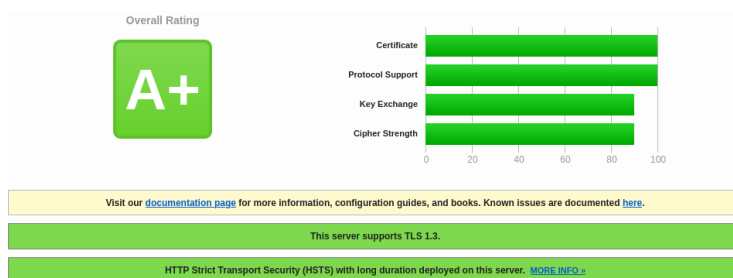 Overall Rating
A+
Certificate
Protocol Support
Key Exchange
Cipher Strength
0 20 40 60 80 100
Visit our documentation page for more information, configuration guides, and books. Known issues are documented here.
This server supports TLS 1.3.
HTTP Strict Transport Security (HSTS) with long duration deployed on this server. MORE INFO »